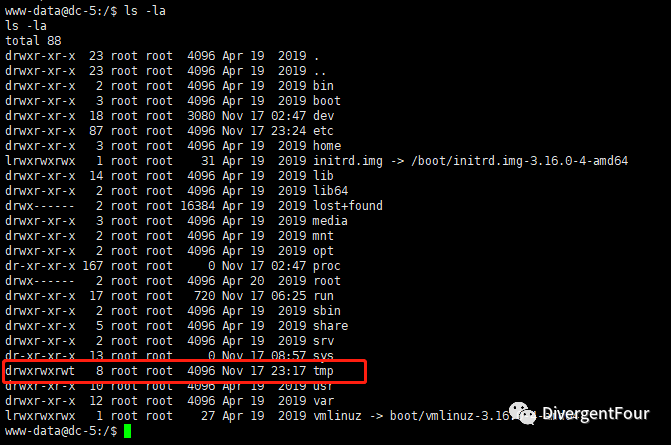 www-data@dc-5:/$ ls -la
ls -la
total 88
drwxr-xr-x  23 root root  4096 Apr 19  2019 .
drwxr-xr-x  23 root root  4096 Apr 19  2019 ..
drwxr-xr-x   2 root root  4096 Apr 19  2019 bin
drwxr-xr-x   3 root root  4096 Apr 19  2019 boot
drwxr-xr-x  18 root root  3080 Nov 17 02:47 dev
drwxr-xr-x  87 root root  4096 Nov 17 23:24 etc
drwxr-xr-x   3 root root  4096 Apr 19  2019 home
lrwxrwxrwx   1 root root    31 Apr 19  2019 initrd.img -> /boot/initrd.img-3.16.0-4-amd64
drwxr-xr-x  14 root root  4096 Apr 19  2019 lib
drwxr-xr-x   2 root root  4096 Apr 19  2019 lib64
drwx------   2 root root 16384 Apr 19  2019 lost+found
drwxr-xr-x   3 root root  4096 Apr 19  2019 media
drwxr-xr-x   2 root root  4096 Apr 19  2019 mnt
drwxr-xr-x   2 root root  4096 Apr 19  2019 opt
dr-xr-xr-x 167 root root     0 Nov 17 02:47 proc
drwx------   2 root root  4096 Apr 20  2019 root
drwxr-xr-x  17 root root   720 Nov 17 06:25 run
drwxr-xr-x   2 root root  4096 Apr 19  2019 sbin
drwxr-xr-x   5 root root  4096 Apr 19  2019 share
drwxr-xr-x   2 root root  4096 Apr 19  2019 srv
dr-xr-xr-x  13 root root     0 Nov 17 08:57 sys
drwxrwxrwt   8 root root  4096 Nov 17 23:17 tmp
drwxr-xr-x  10 root root  4096 Apr 19  2019 usr
drwxr-xr-x  12 root root  4096 Apr 19  2019 var
lrwxrwxrwx   1 root root    27 Apr 19  2019 vmlinuz ->
www-data@dc-5:/$
DivergentFour